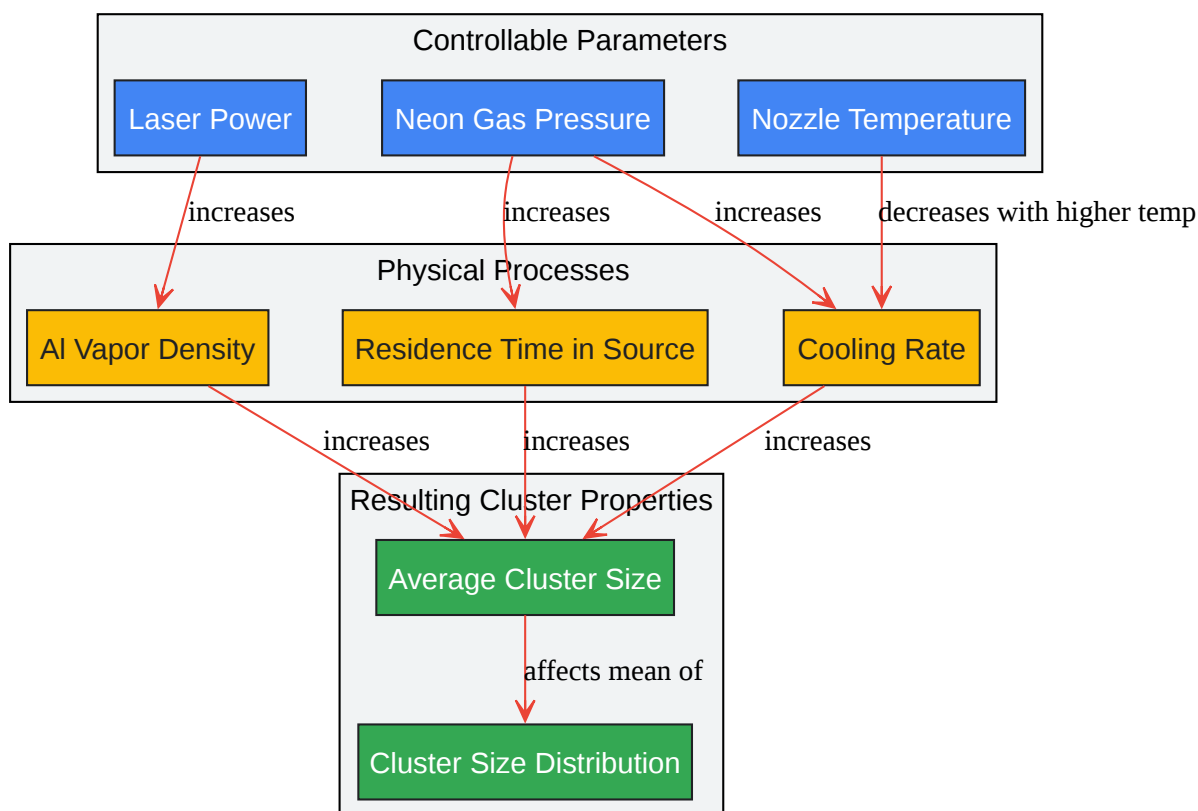 Controllable Parameters
Laser Power
Neon Gas Pressure
Nozzle Temperature
increases
increases
increases
decreases with higher temp
Physical Processes
Al Vapor Density
Residence Time in Source
Cooling Rate
increases
increases
increases
Resulting Cluster Properties
Average Cluster Size
affects mean of
Cluster Size Distribution